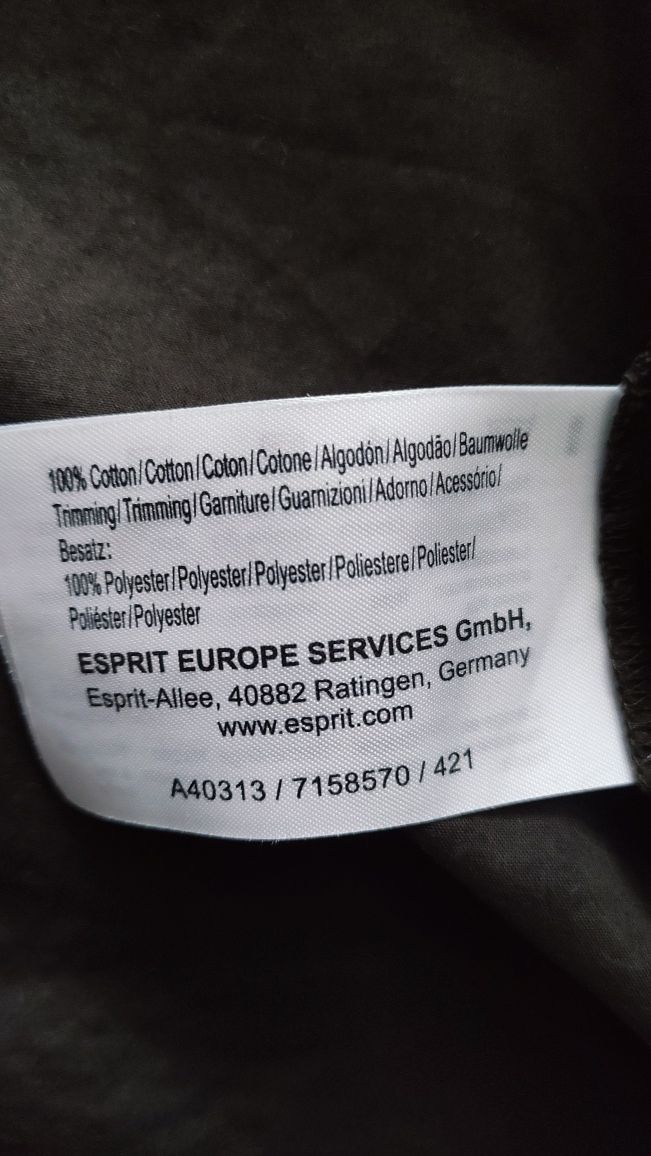 100% Cotton/Cotton/Coton/Cotone/Algodón/Algodão/Baumwolle
Trimming/Trimming/Garniture/Guarnizioni/Adorno/Acessório/
Besatz:
100% Polyester/Polyester/Polyester/Poliestere/Poliester/
Poliéster/Polyester
ESPRIT EUROPE SERVICES GmbH,
Esprit-Allee, 40882 Ratingen, Germany
www.esprit.com
A40313 / 7158570 / 421